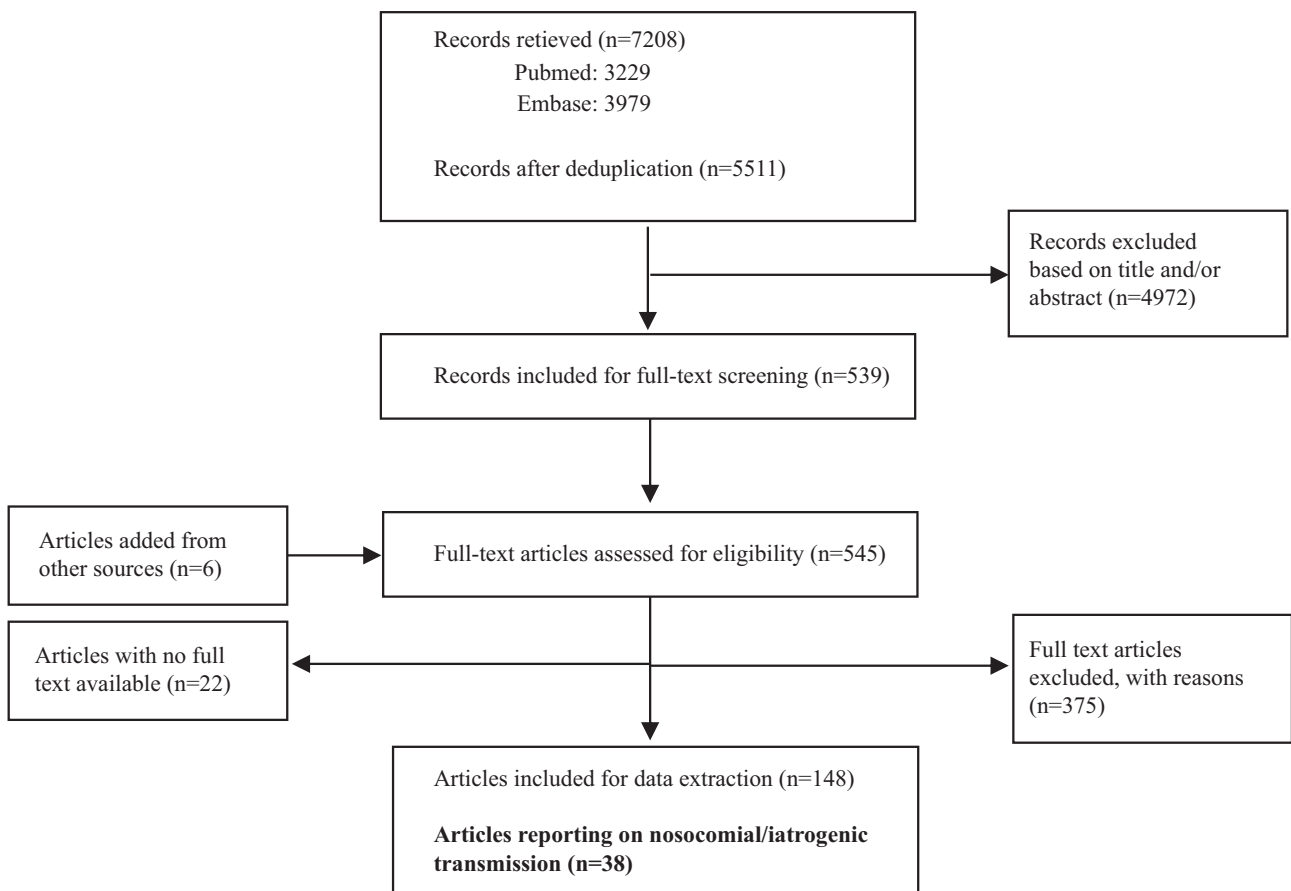 Records retieved (n=7208)
Pubmed: 3229
Embase: 3979
Records after deduplication (n=5511)
Records excluded
based on title and/or
abstract (n=4972)
Records included for full-text screening (n=539)
Articles added from
other sources (n=6)
Full-text articles assessed for eligibility (n=545)
Articles with no full
text available (n=22)
Full text articles
excluded, with reasons
(n=375)
Articles included for data extraction (n=148)
Articles reporting on nosocomial/iatrogenic
transmission (n=38)